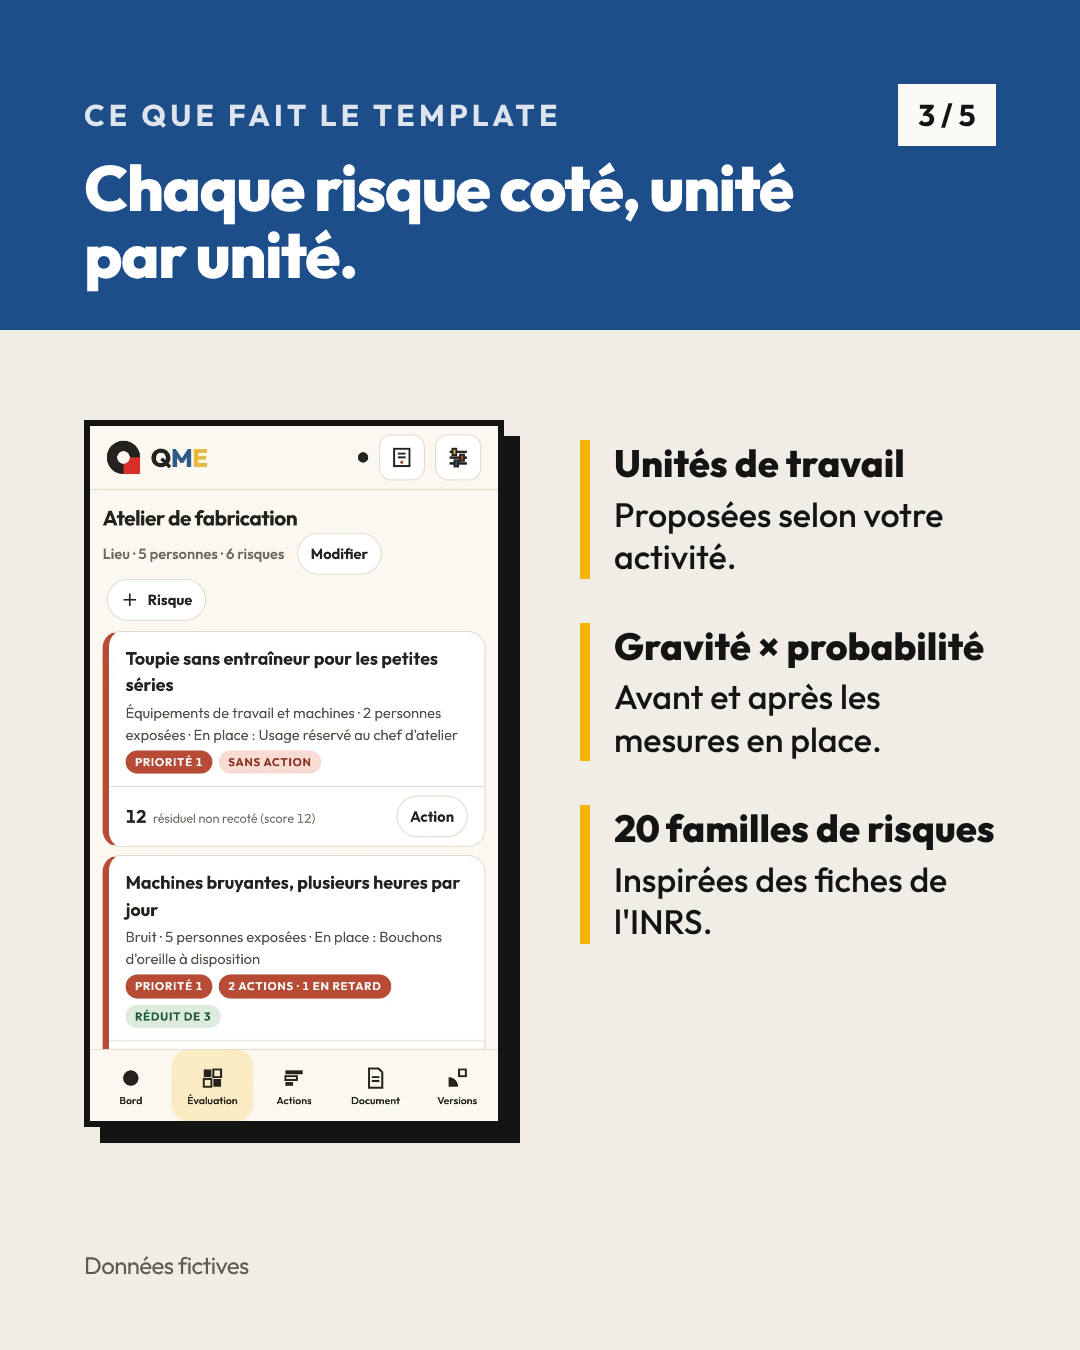 CE QUE FAIT LE TEMPLATE
3 / 5
Chaque risque coté, unité
par unité.
QME
Atelier de fabrication
Lieu · 5 personnes · 6 risques
Modifier
+ Risque
Toupie sans entraîneur pour les petites
séries
Équipements de travail et machines · 2 personnes
exposées · En place : Usage réservé au chef d'atelier
PRIORITÉ 1
SANS ACTION
12 résiduel non recoté (score 12)
Action
Machines bruyantes, plusieurs heures par
jour
Bruit · 5 personnes exposées · En place : Bouchons
d'oreille à disposition
PRIORITÉ 1
2 ACTIONS · 1 EN RETARD
RÉDUIT DE 3
Bord
Évaluation
Actions
Document
Versions
Unités de travail
Proposées selon votre
activité.
Gravité × probabilité
Avant et après les
mesures en place.
20 familles de risques
Inspirées des fiches de
l'INRS.
Données fictives